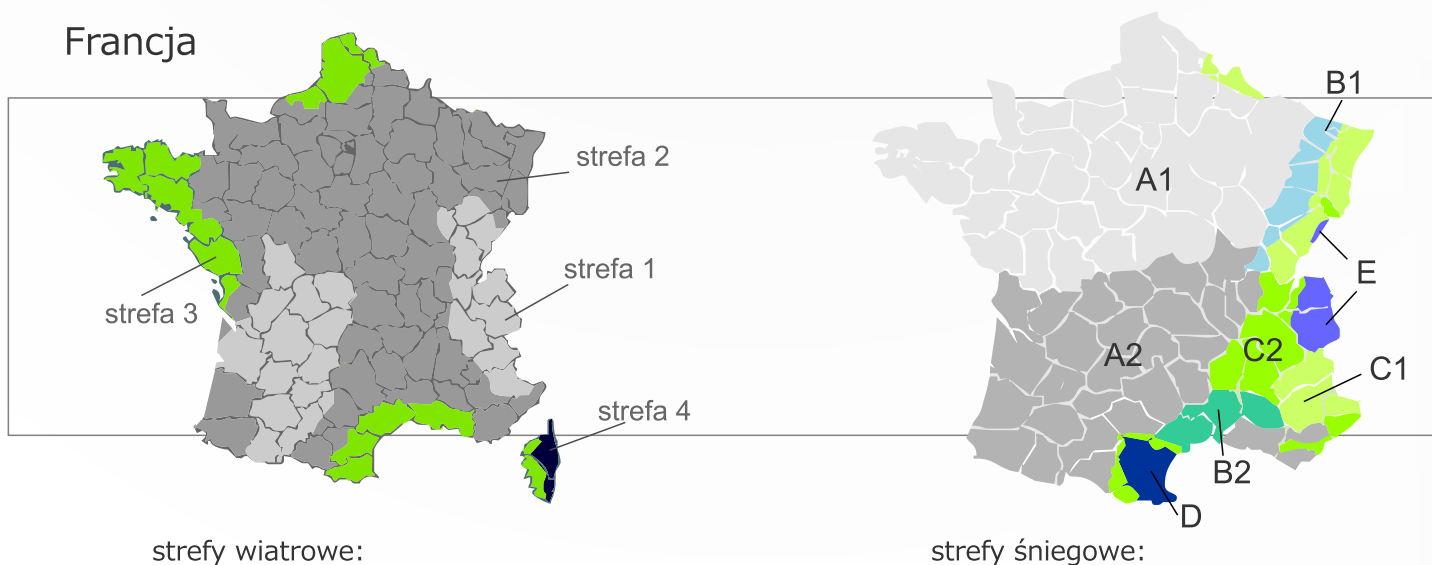 Francja
strefa 2
strefa 1
strefa 3
strefa 4
strefy wiatrowe:
B1
A1
E
A2
C2
C1
B2
D
strefy śniegowe: